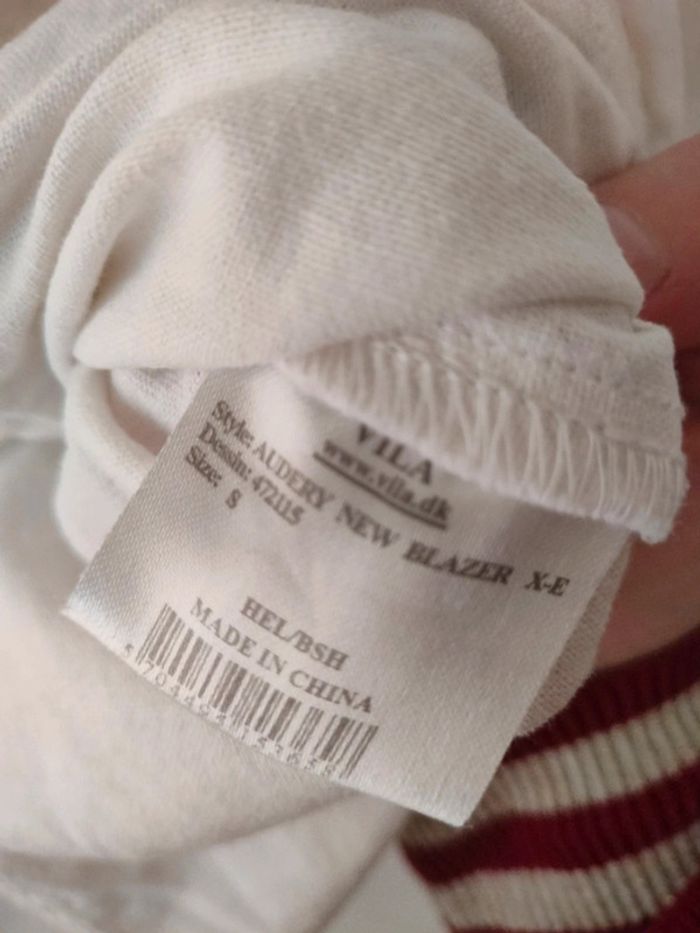 VILA
www.vila.dk
Style: AUDERY NEW BLAZER X-E
Dessin: 472115
Size: S
HEL/BSH
MADE IN CHINA